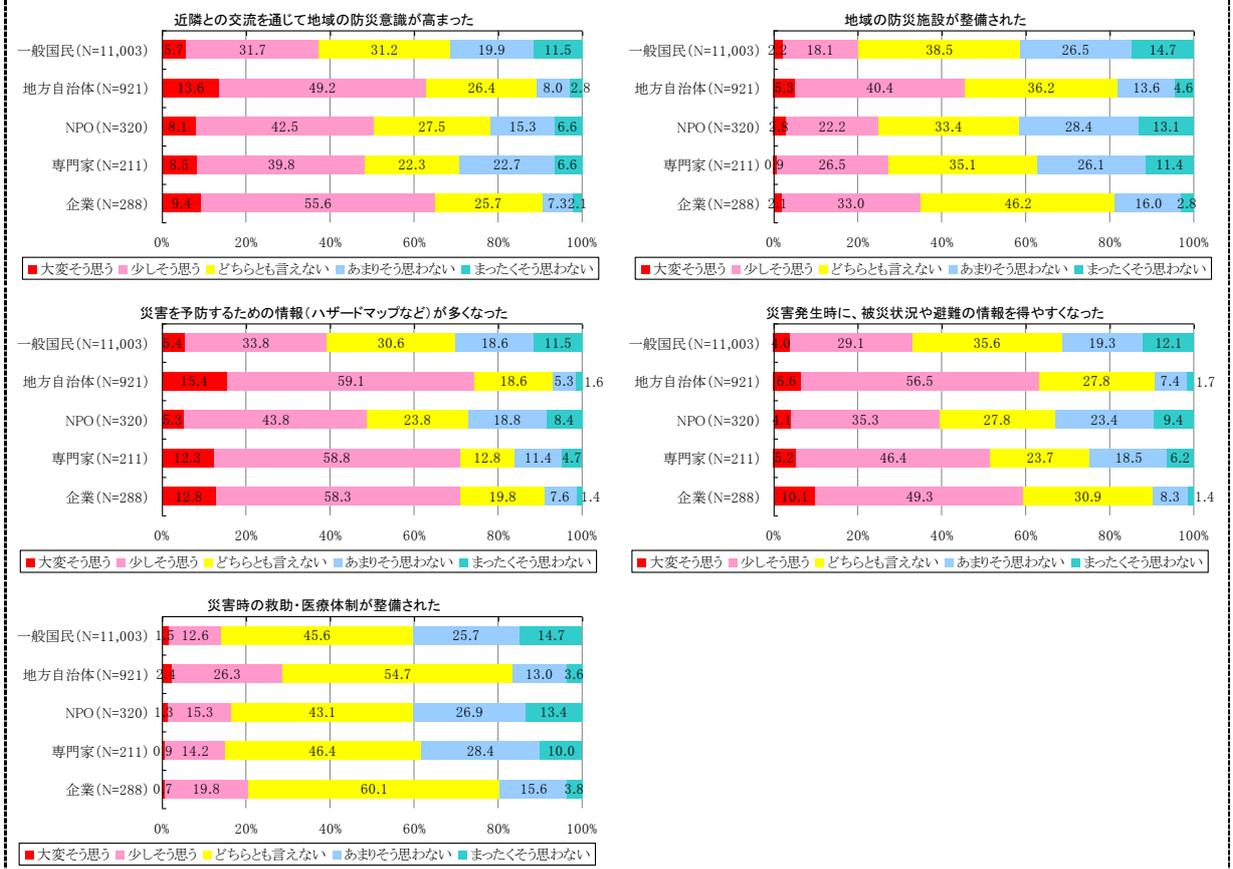 近隣との交流を通じて地域の防災意識が高まった
一般国民(N=11,003) 5.7 31.7 31.2 19.9 11.5
地方自治体(N=921) 13.6 49.2 26.4 8.0 2.8
NPO(N=320) 8.1 42.5 27.5 15.3 6.6
専門家(N=211) 8.5 39.8 22.3 22.7 6.6
企業(N=288) 9.4 55.6 25.7 7.3 2.1
0% 20% 40% 60% 80% 100%
大変そう思う 少しそう思う どちらとも言えない あまりそう思わない まったくそう思わない
地域の防災施設が整備された
一般国民(N=11,003) 2.2 18.1 38.5 26.5 14.7
地方自治体(N=921) 5.3 40.4 36.2 13.6 4.6
NPO(N=320) 2.8 22.2 33.4 28.4 13.1
専門家(N=211) 0.9 26.5 35.1 26.1 11.4
企業(N=288) 2.1 33.0 46.2 16.0 2.8
0% 20% 40% 60% 80% 100%
大変そう思う 少しそう思う どちらとも言えない あまりそう思わない まったくそう思わない
災害を予防するための情報(ハザードマップなど)が多くなった
一般国民(N=11,003) 5.4 33.8 30.6 18.6 11.5
地方自治体(N=921) 15.4 59.1 18.6 5.3 1.6
NPO(N=320) 5.3 43.8 23.8 18.8 8.4
専門家(N=211) 12.3 58.8 12.8 11.4 4.7
企業(N=288) 12.8 58.3 19.8 7.6 1.4
0% 20% 40% 60% 80% 100%
大変そう思う 少しそう思う どちらとも言えない あまりそう思わない まったくそう思わない
災害発生時に、被災状況や避難の情報を得やすくなった
一般国民(N=11,003) 4.0 29.1 35.6 19.3 12.1
地方自治体(N=921) 6.6 56.5 27.8 7.4 1.7
NPO(N=320) 4.1 35.3 27.8 23.4 9.4
専門家(N=211) 5.2 46.4 23.7 18.5 6.2
企業(N=288) 10.1 49.3 30.9 8.3 1.4
0% 20% 40% 60% 80% 100%
大変そう思う 少しそう思う どちらとも言えない あまりそう思わない まったくそう思わない
災害時の救助・医療体制が整備された
一般国民(N=11,003) 1.5 12.6 45.6 25.7 14.7
地方自治体(N=921) 2.4 26.3 54.7 13.0 3.6
NPO(N=320) 1.3 15.3 43.1 26.9 13.4
専門家(N=211) 0.9 14.2 46.4 28.4 10.0
企業(N=288) 0.7 19.8 60.1 15.6 3.8
0% 20% 40% 60% 80% 100%
大変そう思う 少しそう思う どちらとも言えない あまりそう思わない まったくそう思わない